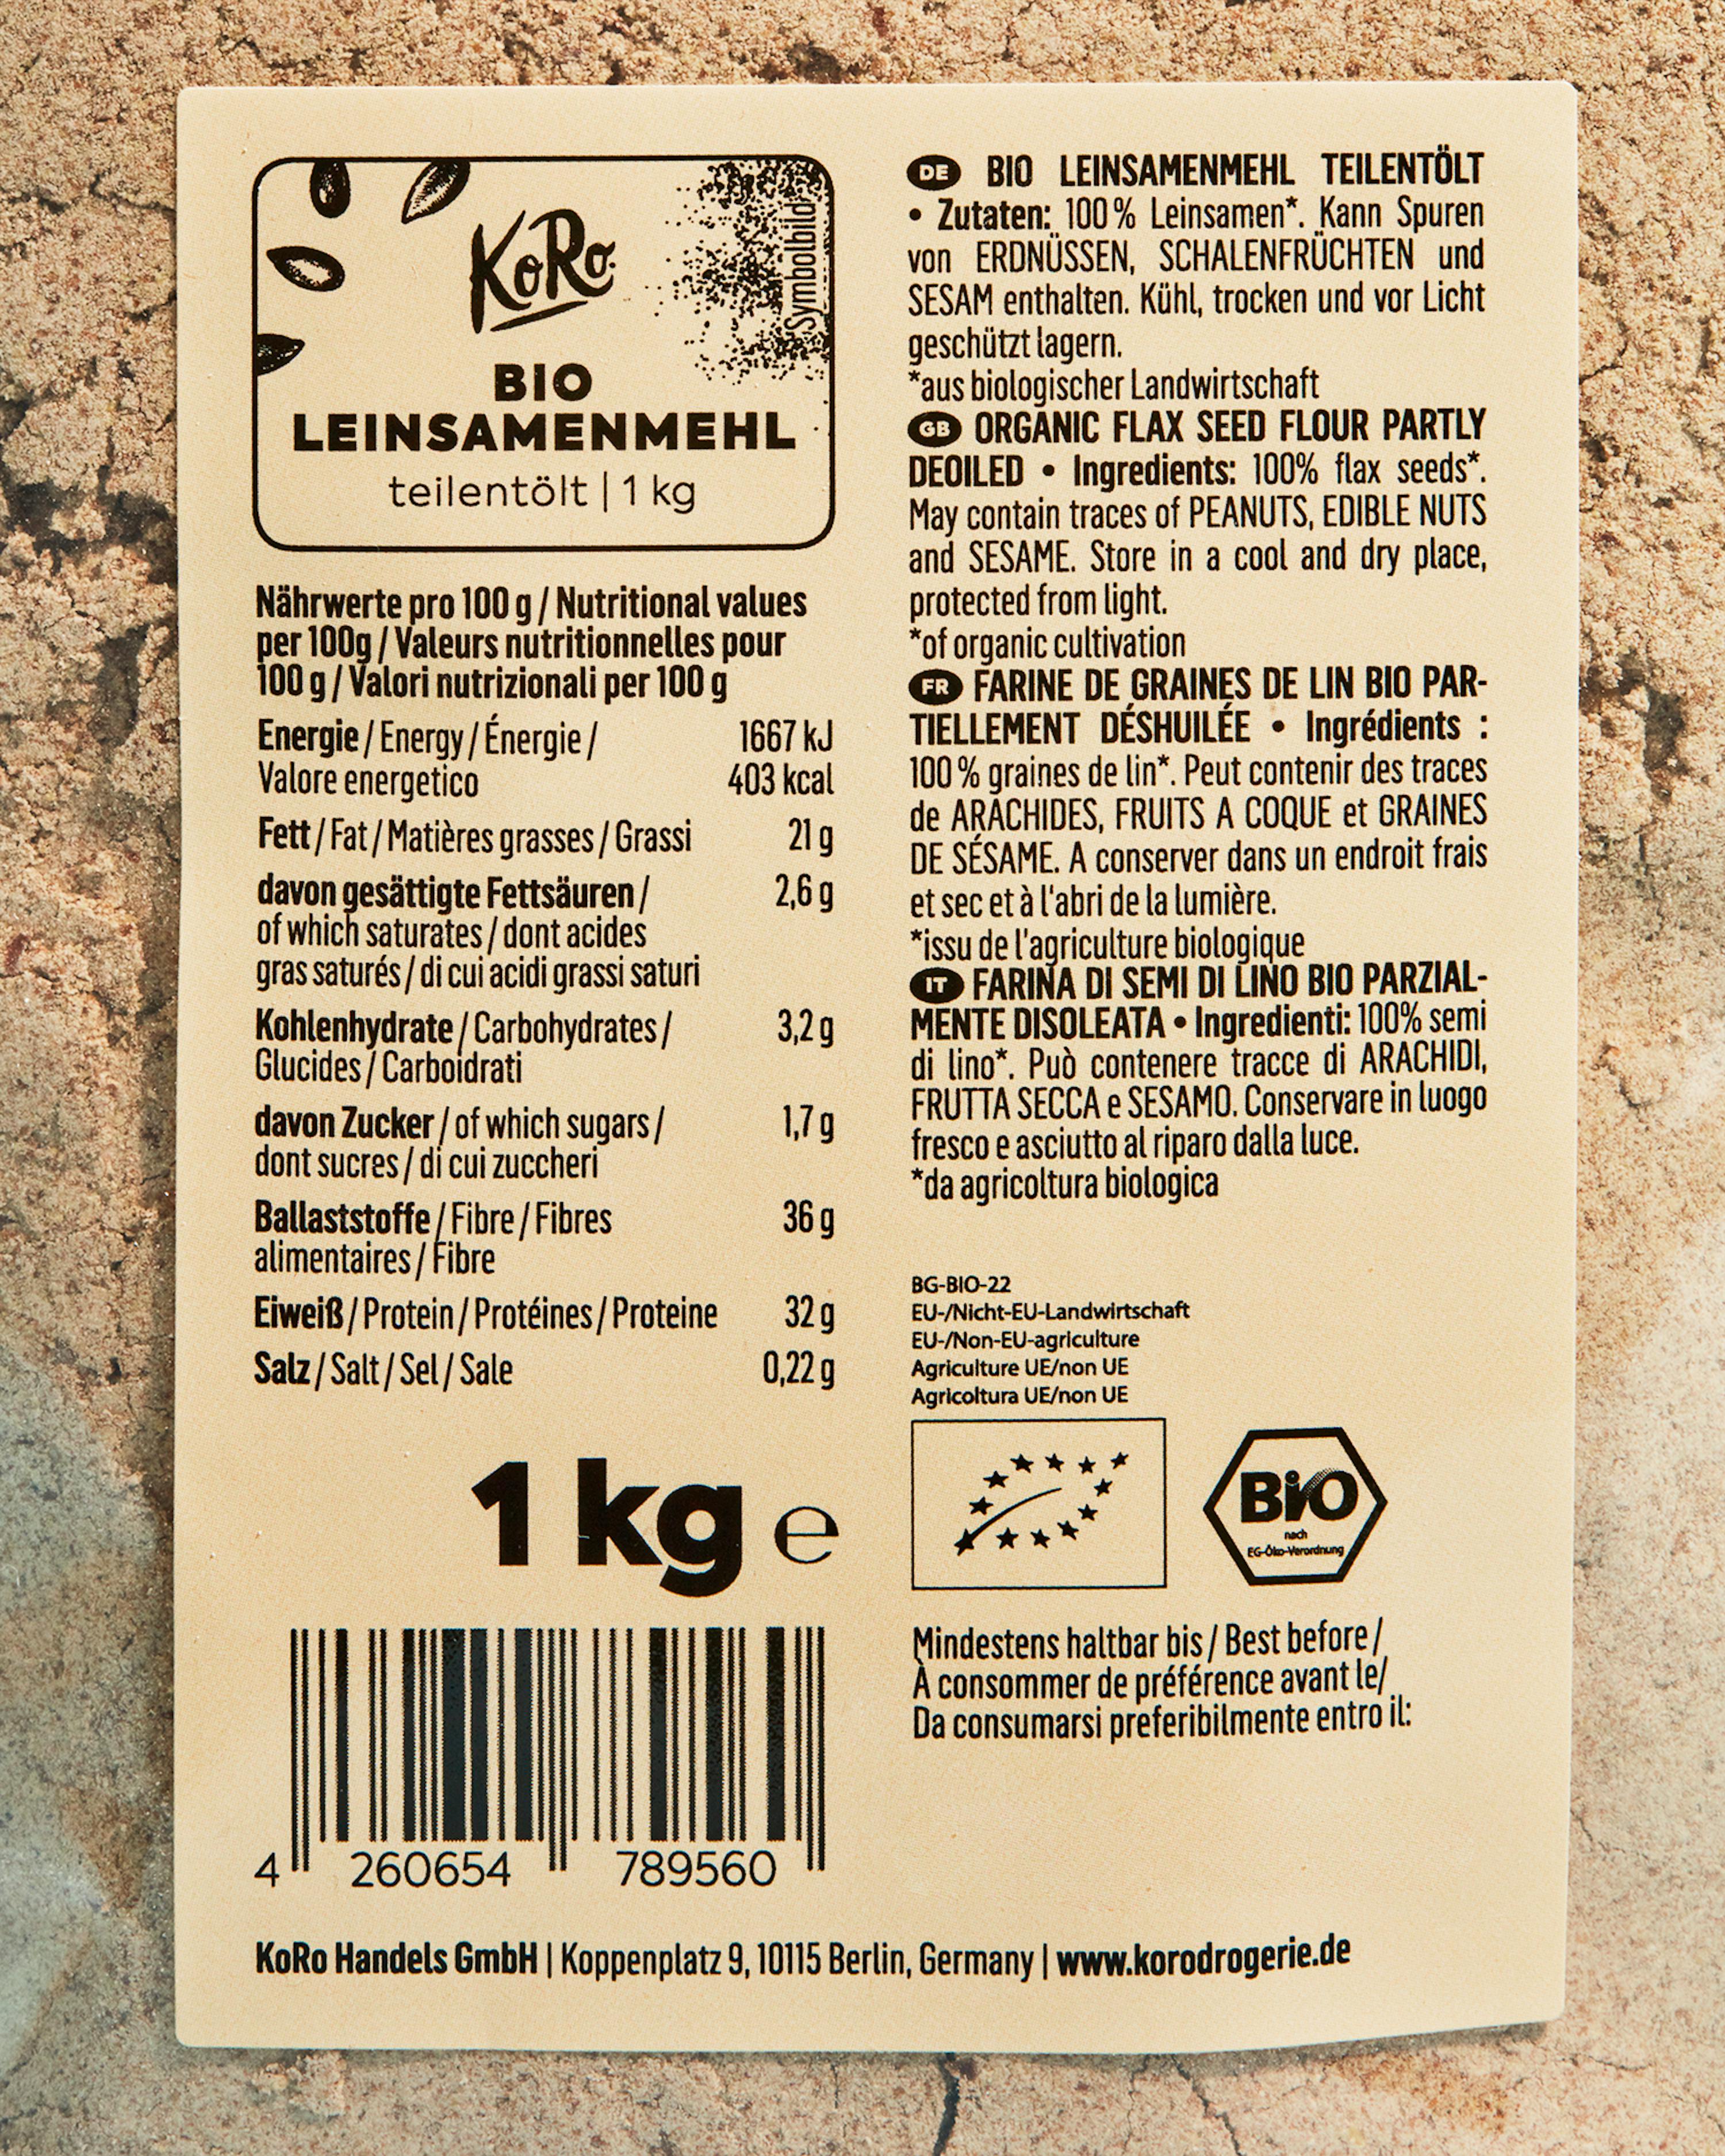 KoRo
Symbolbild
BIO
LEINSAMENMEHL
teilentölt | 1 kg
Nährwerte pro 100 g / Nutritional values
per 100g / Valeurs nutritionnelles pour
100 g / Valori nutrizionali per 100 g
Energie / Energy / Énergie / 1667 kJ
Valore energetico 403 kcal
Fett / Fat / Matières grasses / Grassi 21 g
davon gesättigte Fettsäuren / 2,6 g
of which saturates / dont acides
gras saturés / di cui acidi grassi saturi
Kohlenhydrate / Carbohydrates / 3,2 g
Glucides / Carboidrati
davon Zucker / of which sugars / 1,7 g
dont sucres / di cui zuccheri
Ballaststoffe / Fibre / Fibres 36 g
alimentaires / Fibre
Eiweiß / Protein / Protéines / Proteine 32 g
Salz / Salt / Sel / Sale 0,22 g
1 kg e
4 260654 789560
DE BIO LEINSAMENMEHL TEILENTÖLT
• Zutaten: 100 % Leinsamen*. Kann Spuren
von ERDNÜSSEN, SCHALENFRÜCHTEN und
SESAM enthalten. Kühl, trocken und vor Licht
geschützt lagern.
*aus biologischer Landwirtschaft
GB ORGANIC FLAX SEED FLOUR PARTLY
DEOILED • Ingredients: 100% flax seeds*.
May contain traces of PEANUTS, EDIBLE NUTS
and SESAME. Store in a cool and dry place,
protected from light.
*of organic cultivation
FR FARINE DE GRAINES DE LIN BIO PAR-
TIELLEMENT DÉSHUILÉE • Ingrédients :
100 % graines de lin*. Peut contenir des traces
de ARACHIDES, FRUITS A COQUE et GRAINES
DE SÉSAME. A conserver dans un endroit frais
et sec et à l'abri de la lumière.
*issu de l'agriculture biologique
IT FARINA DI SEMI DI LINO BIO PARZIAL-
MENTE DISOLEATA • Ingredienti: 100% semi
di lino*. Può contenere tracce di ARACHIDI,
FRUTTA SECCA e SESAMO. Conservare in luogo
fresco e asciutto al riparo dalla luce.
*da agricoltura biologica
BG-BIO-22
EU-/Nicht-EU-Landwirtschaft
EU-/Non-EU-agriculture
Agriculture UE/non UE
Agricoltura UE/non UE
BiO
nach
EG-Öko-Verordnung
Mindestens haltbar bis / Best before /
À consommer de préférence avant le/
Da consumarsi preferibilmente entro il:
KoRo Handels GmbH | Koppenplatz 9, 10115 Berlin, Germany | www.korodrogerie.de